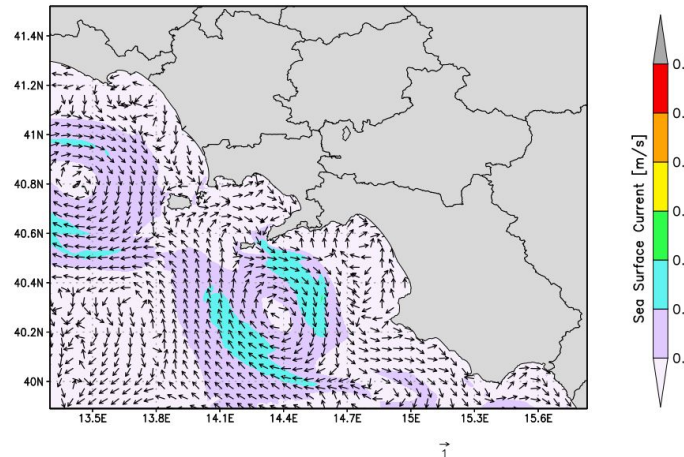 41.4N
41.2N
41N
40.8N
40.6N
40.4N
40.2N
40N
13.5E
13.8E
14.1E
14.4E
14.7E
15E
15.3E
15.6E
1
Sea Surface Current [m/s]
0.
0.
0.
0.
0.
0.
0.